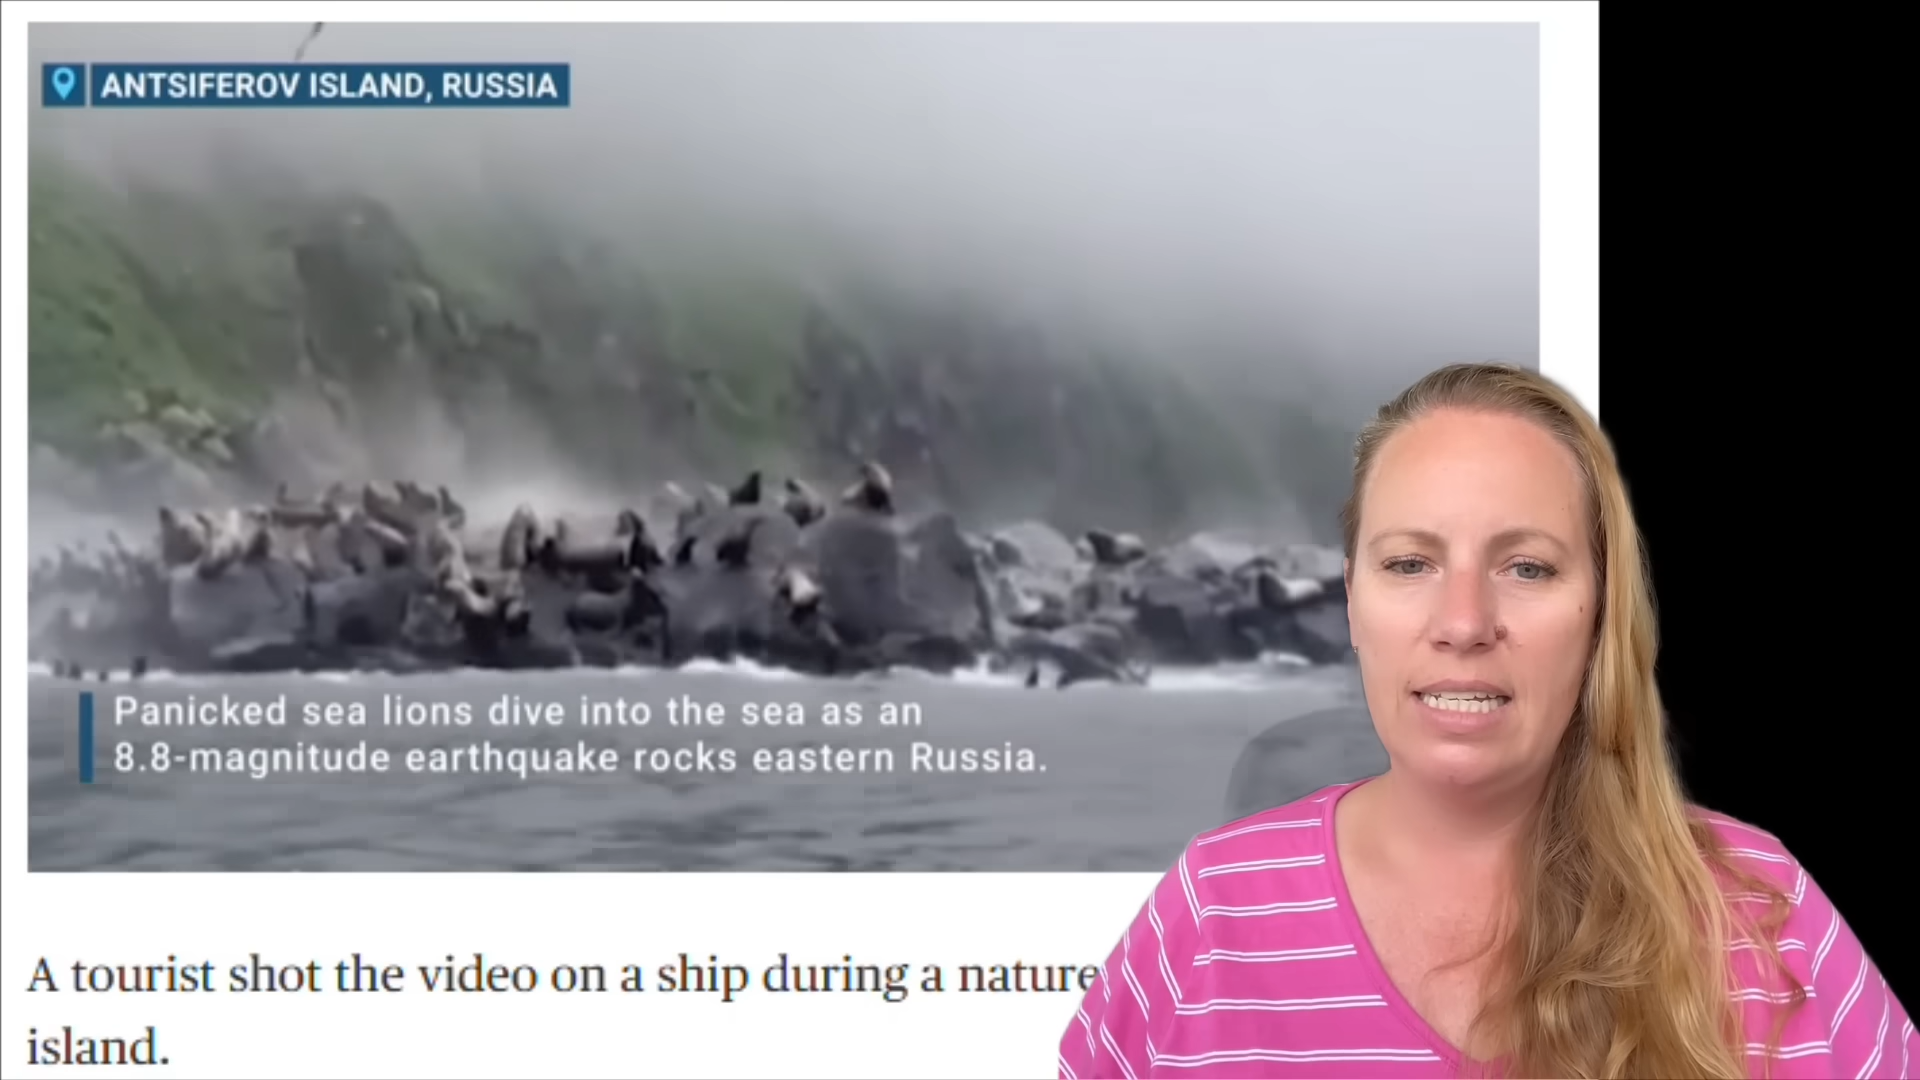 ANTSIFEROV ISLAND, RUSSIA
Panicked sea lions dive into the sea as an
8.8-magnitude earthquake rocks eastern Russia.
A tourist shot the video on a ship during a nature
island.